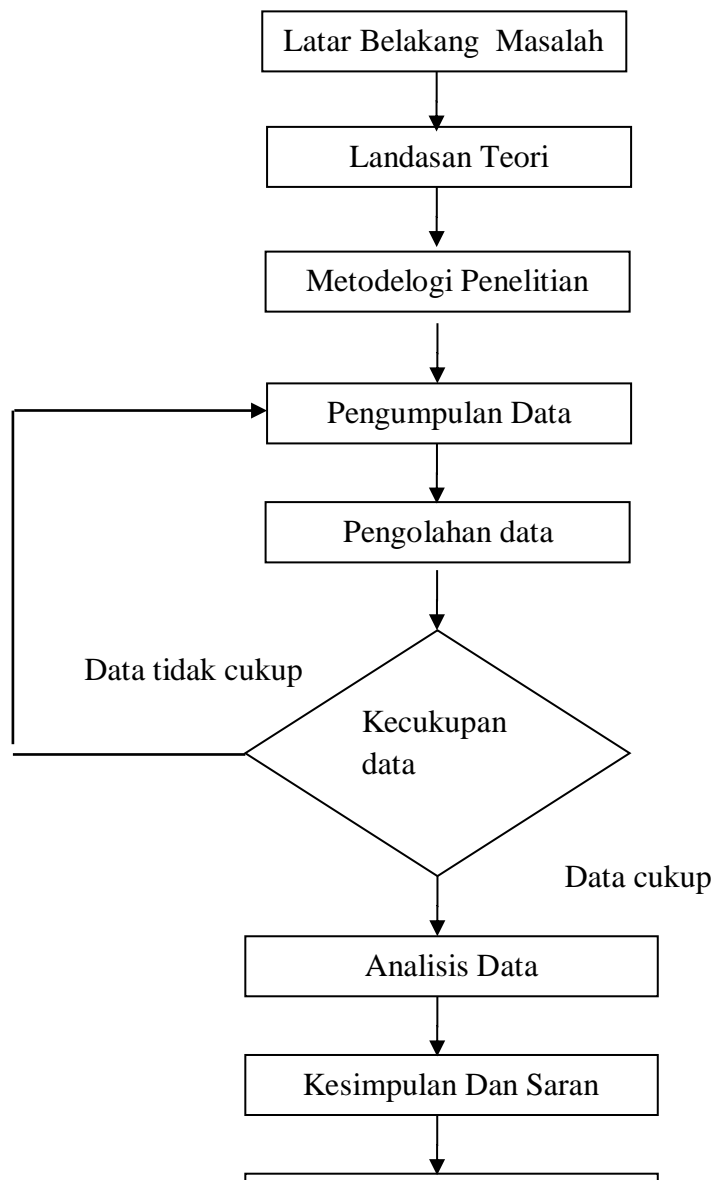 Latar Belakang Masalah
Landasan Teori
Metodelogi Penelitian
Pengumpulan Data
Pengolahan data
Data tidak cukup
Kecukupan
data
Data cukup
Analisis Data
Kesimpulan Dan Saran